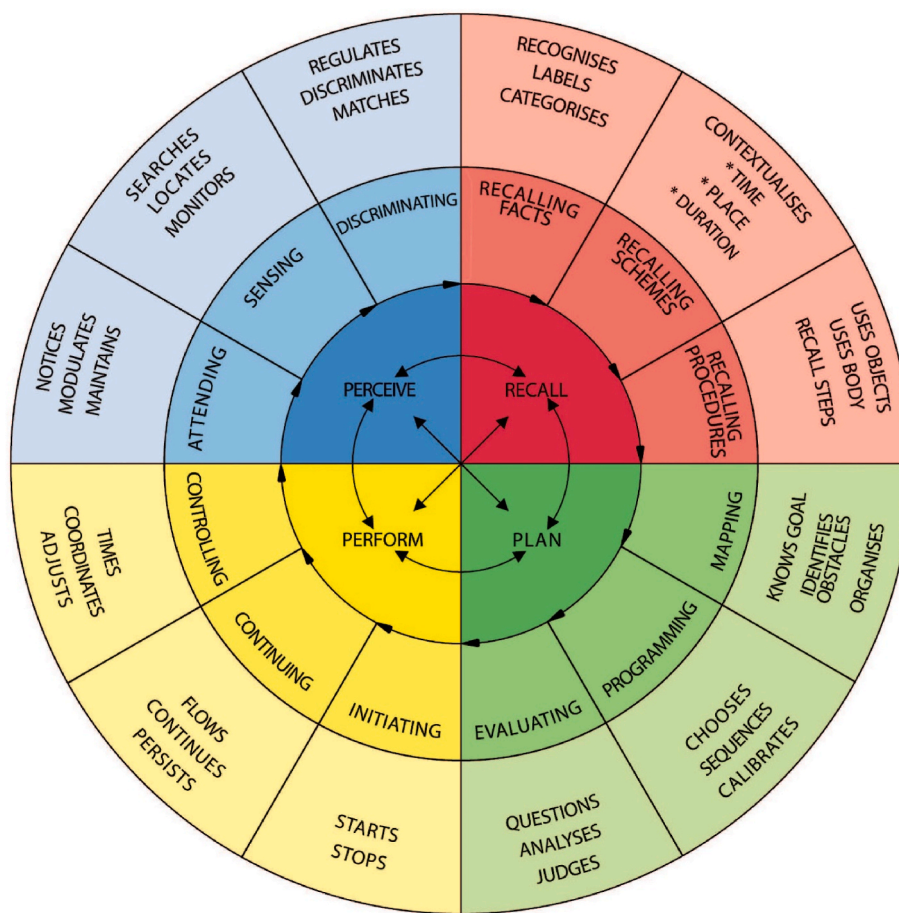 REGULATES
DISCRIMINATES
MATCHES
RECOGNISES
LABELS
CATEGORISES
SEARCHES
LOCATES
MONITORS
CONTEXTUALISES
* TIME
* PLACE
* DURATION
NOTICES
MODULATES
MAINTAINS
USES OBJECTS
USES BODY
RECALL STEPS
DISCRIMINATING
RECALLING
FACTS
SENSING
RECALLING
SCHEMES
ATTENDING
RECALLING
PROCEDURES
PERCEIVE
RECALL
PERFORM
PLAN
CONTROLLING
MAPPING
CONTINUING
PROGRAMMING
INITIATING
EVALUATING
TIMES
COORDINATES
ADJUSTS
KNOWS GOAL
IDENTIFIES
OBSTACLES
ORGANISES
FLOWS
CONTINUES
PERSISTS
CHOOSES
SEQUENCES
CALIBRATES
STARTS
STOPS
QUESTIONS
ANALYSES
JUDGES